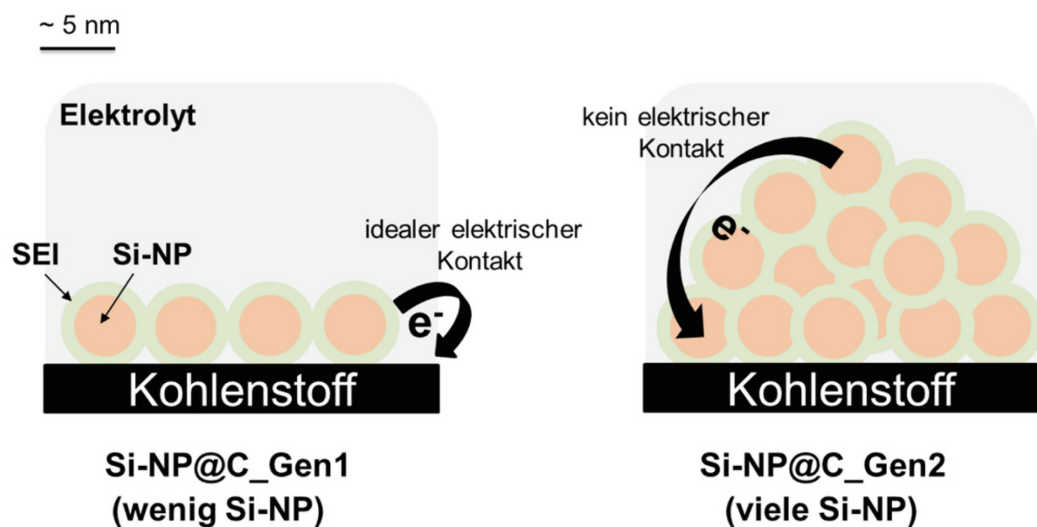 ~ 5 nm
Elektrolyt
SEI
Si-NP
idealer elektrischer
Kontakt
e-
Kohlenstoff
Si-NP@C_Gen1
(wenig Si-NP)
kein elektrischer
Kontakt
e-
Kohlenstoff
Si-NP@C_Gen2
(viele Si-NP)